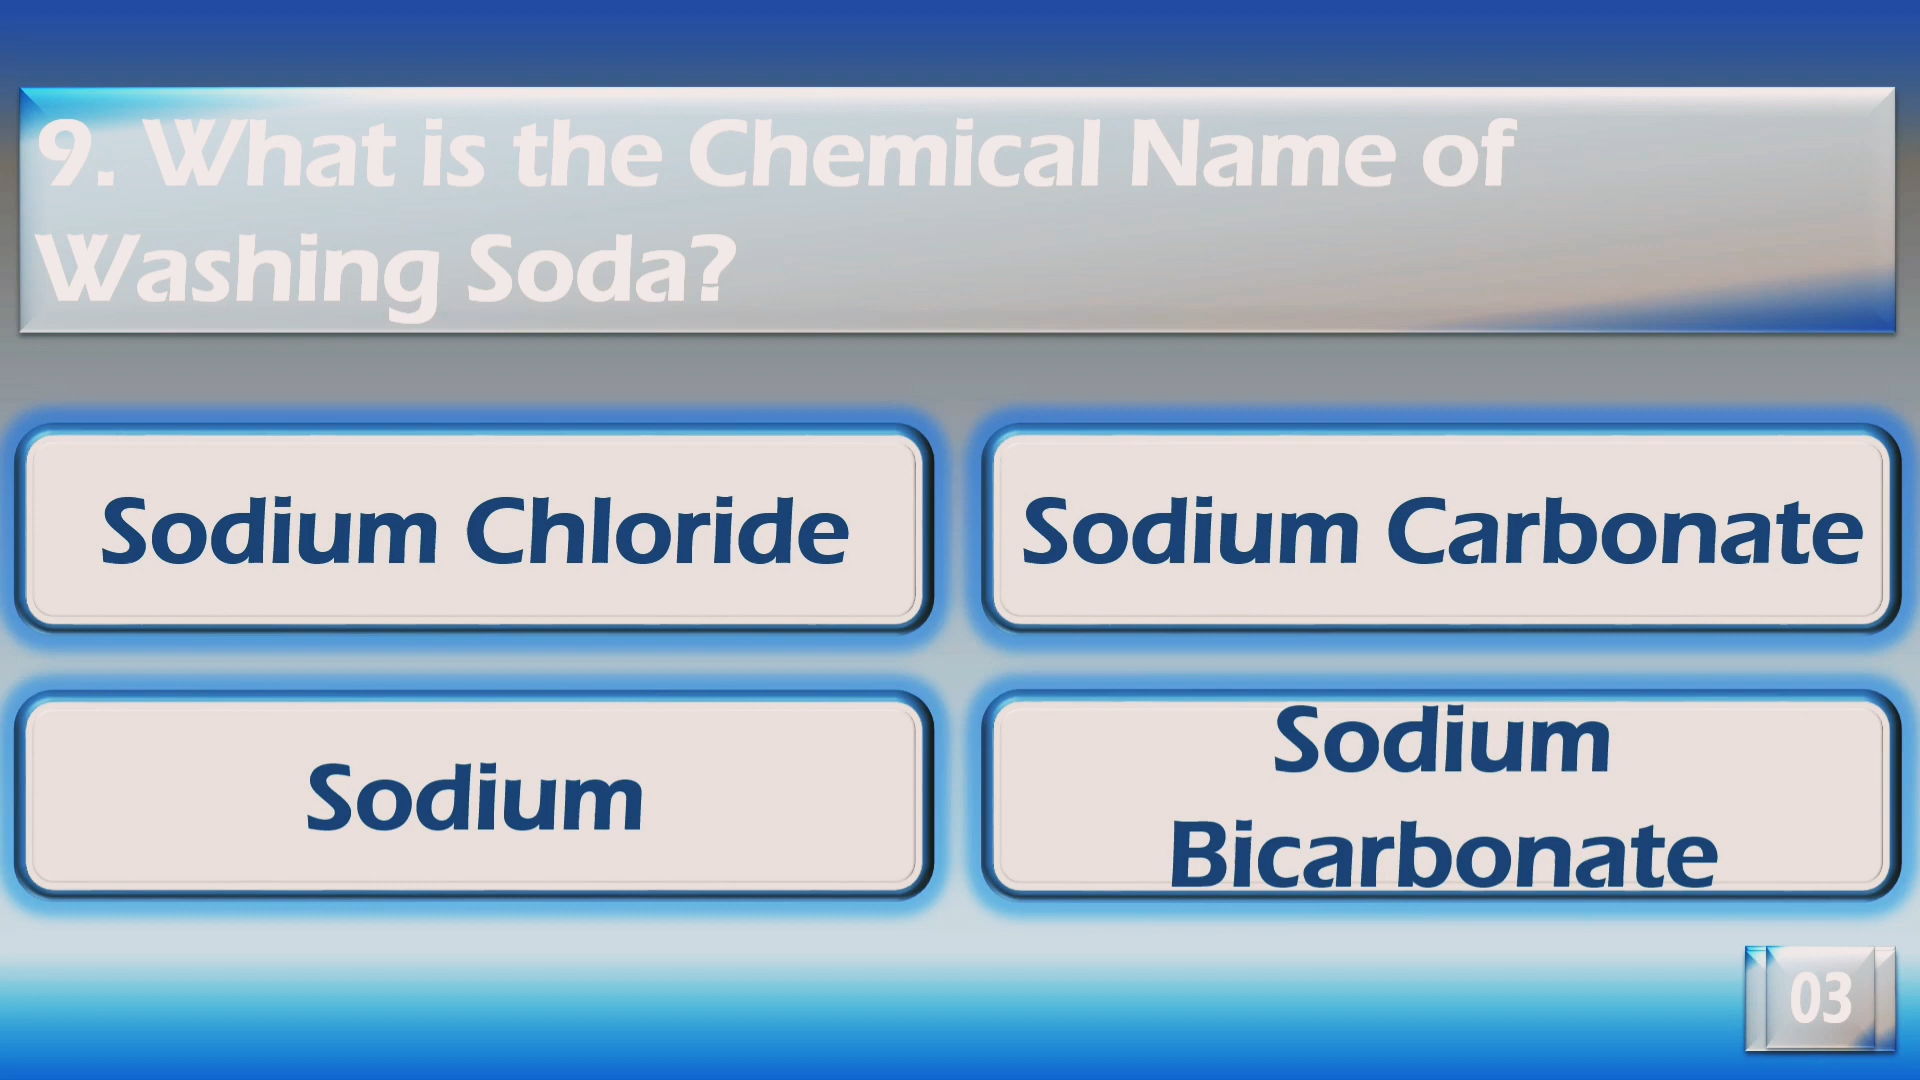 9. What is the Chemical Name of
Washing Soda?
Sodium Chloride
Sodium Carbonate
Sodium
Sodium
Bicarbonate
03